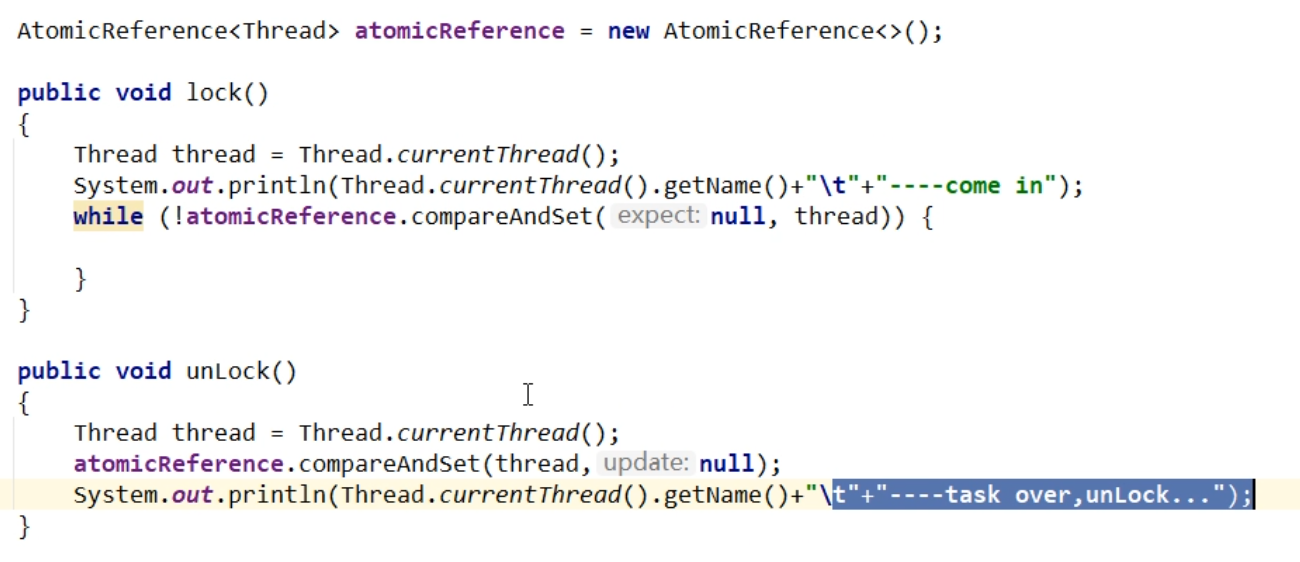 AtomicReference<Thread> atomicReference = new AtomicReference<>();
public void lock()
{
Thread thread = Thread.currentThread();
System.out.println(Thread.currentThread().getName()+"\t"+"----come in");
while (!atomicReference.compareAndSet( expect: null, thread)) {
}
}
public void unLock()
{
Thread thread = Thread.currentThread();
atomicReference.compareAndSet(thread, update: null);
System.out.println(Thread.currentThread().getName()+"\t"+"----task over,unLock...");
}